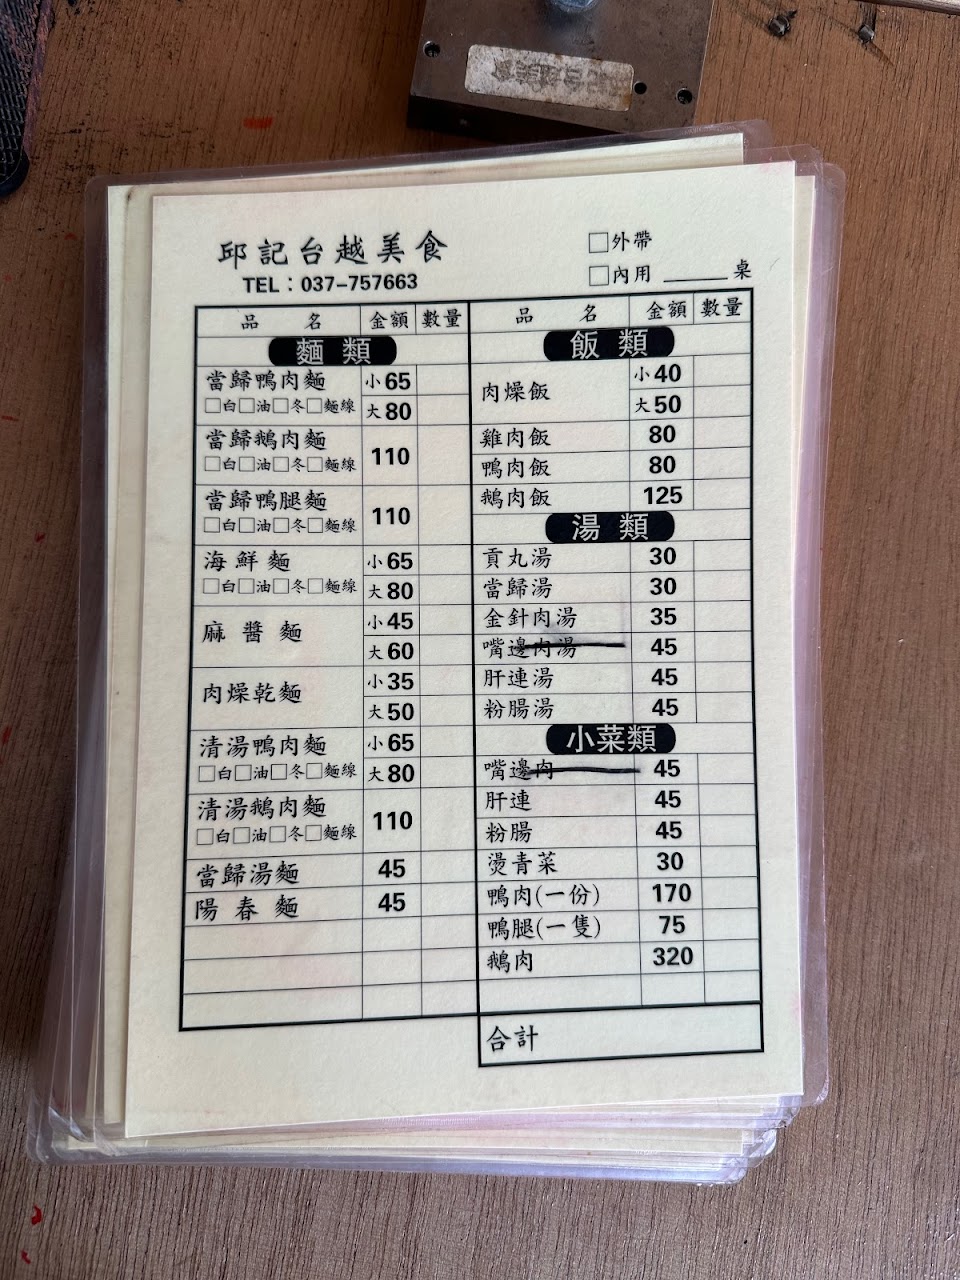 邱記台越美食
TEL：037-757663
□外帶
□內用 ______ 桌
品 名 金額 數量
麵 類
當歸鴨肉麵 小65
□白□油□冬□麵線 大80
當歸鵝肉麵 110
□白□油□冬□麵線
當歸鴨腿麵 110
□白□油□冬□麵線
海鮮麵 小65
□白□油□冬□麵線 大80
麻醬麵 小45
大60
肉燥乾麵 小35
大50
清湯鴨肉麵 小65
□白□油□冬□麵線 大80
清湯鵝肉麵 110
□白□油□冬□麵線
當歸湯麵 45
陽春麵 45
品 名 金額 數量
飯 類
肉燥飯 小40
大50
雞肉飯 80
鴨肉飯 80
鵝肉飯 125
湯 類
貢丸湯 30
當歸湯 30
金針肉湯 35
嘴邊肉湯 45
肝連湯 45
粉腸湯 45
小菜類
嘴邊肉 45
肝連 45
粉腸 45
燙青菜 30
鴨肉(一份) 170
鴨腿(一隻) 75
鵝肉 320
合計